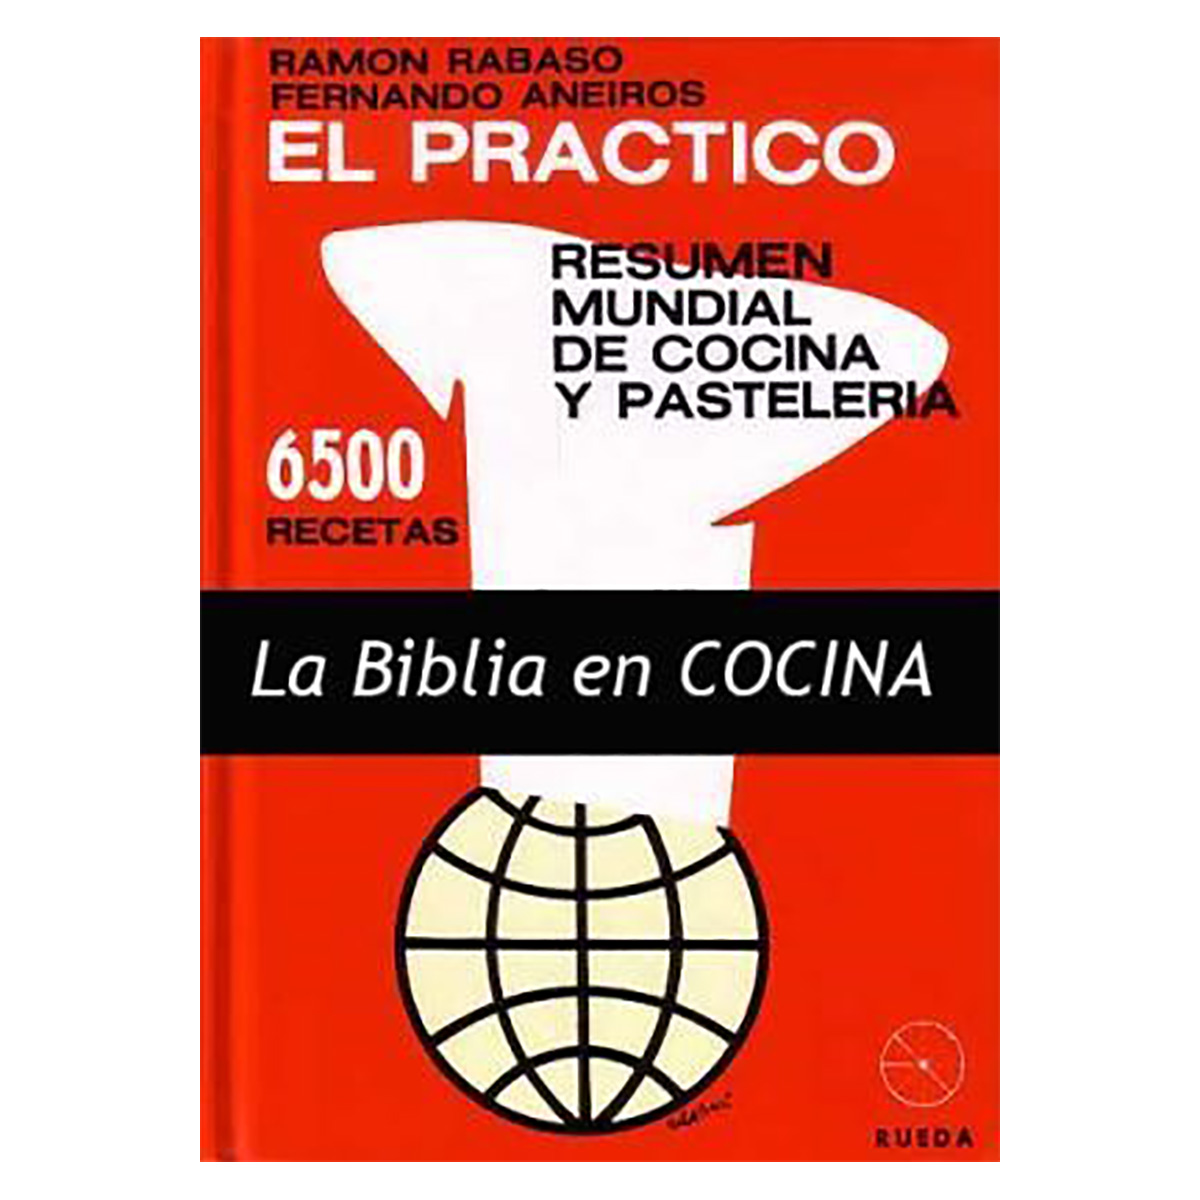 RAMON RABASO
FERNANDO ANEIROS
EL PRACTICO
RESUMEN
MUNDIAL
DE COCINA
Y PASTELERIA
6500
RECETAS
La Biblia en COCINA
RUEDA